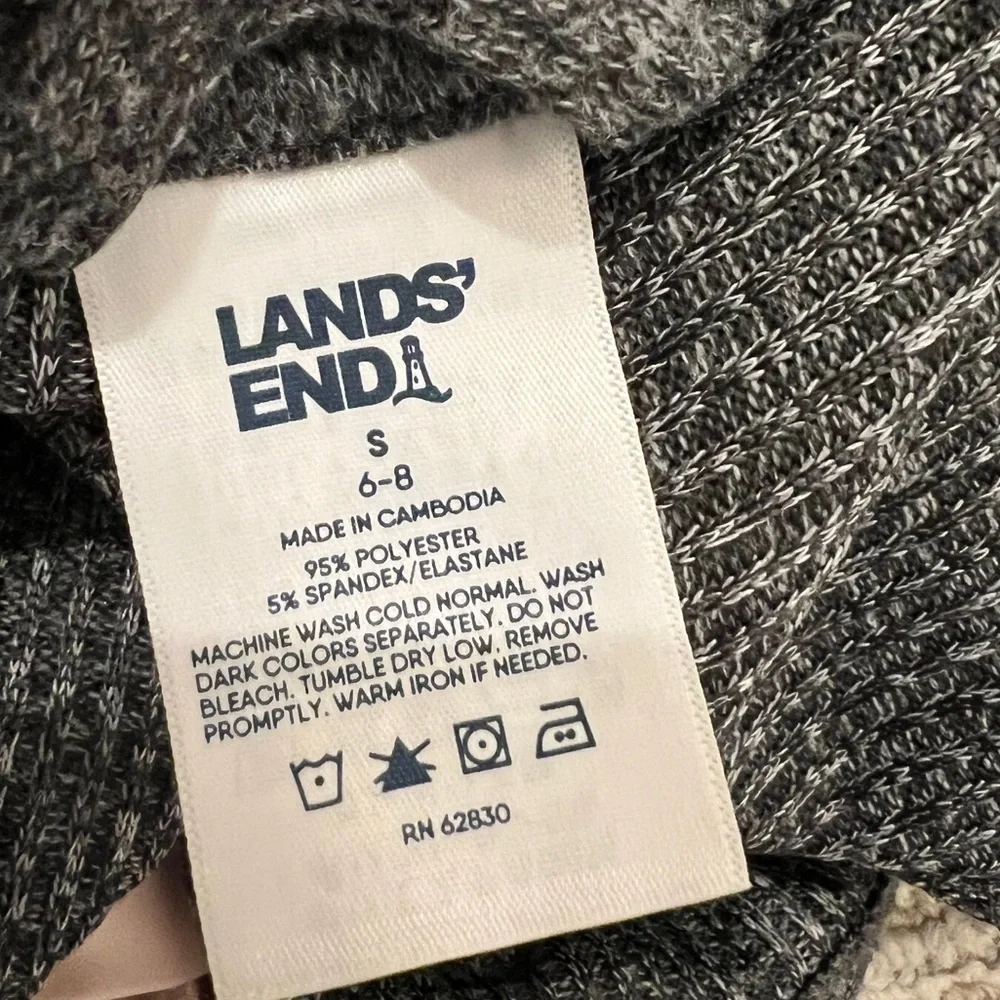 LANDS'
END
S
6-8
MADE IN CAMBODIA
95% POLYESTER
5% SPANDEX/ELASTANE
MACHINE WASH COLD NORMAL. WASH
DARK COLORS SEPARATELY. DO NOT
BLEACH. TUMBLE DRY LOW. REMOVE
PROMPTLY. WARM IRON IF NEEDED.
RN 62830